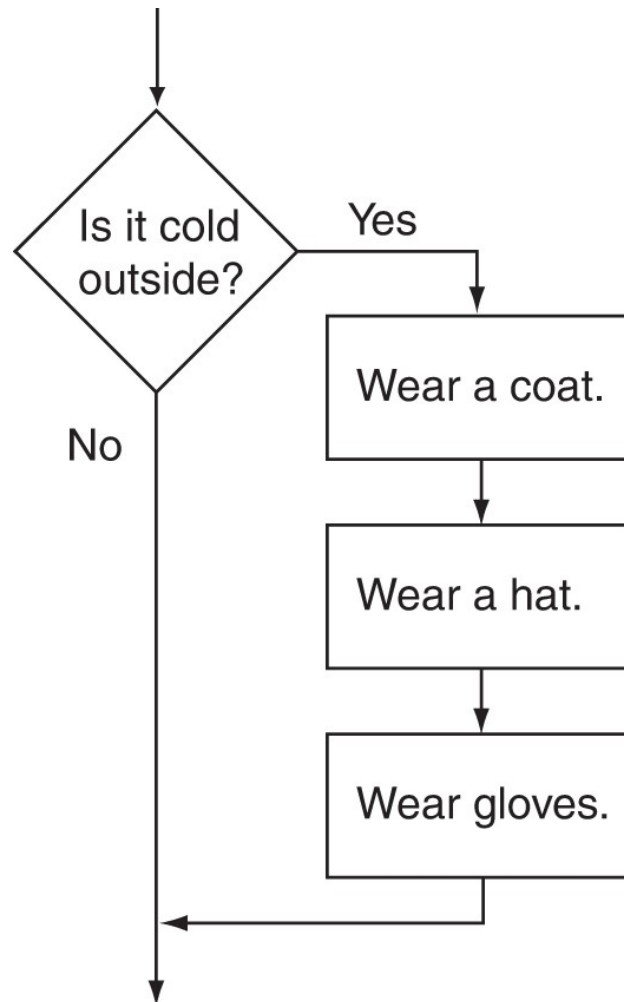 Is it cold
outside?
Yes
Wear a coat.
No
Wear a hat.
Wear gloves.